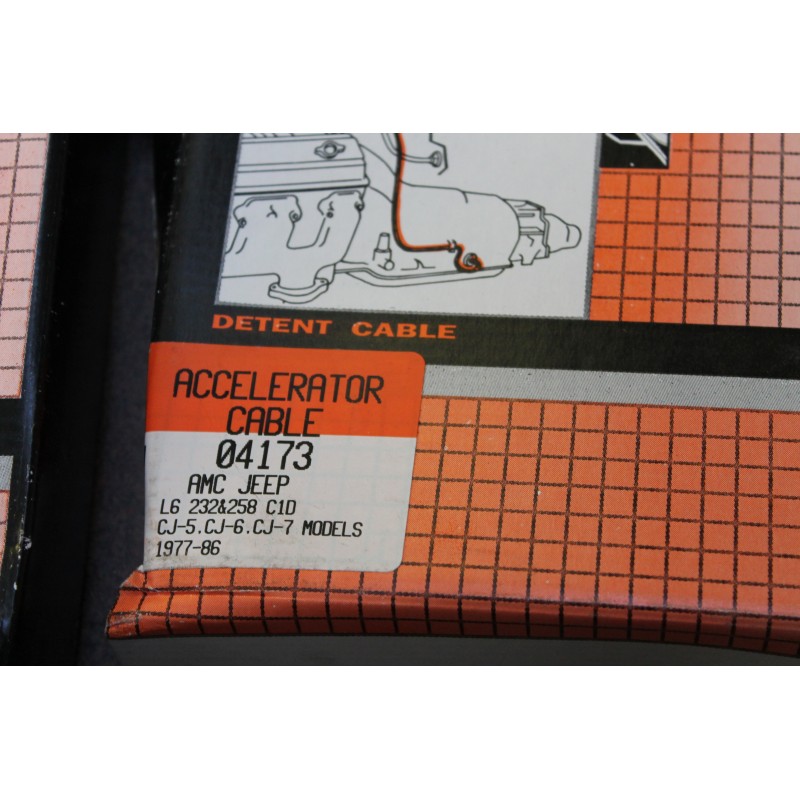 DETENT CABLE
ACCELERATOR
CABLE
04173
AMC JEEP
L6 232&258 C1D
CJ-5.CJ-6.CJ-7 MODELS
1977-86